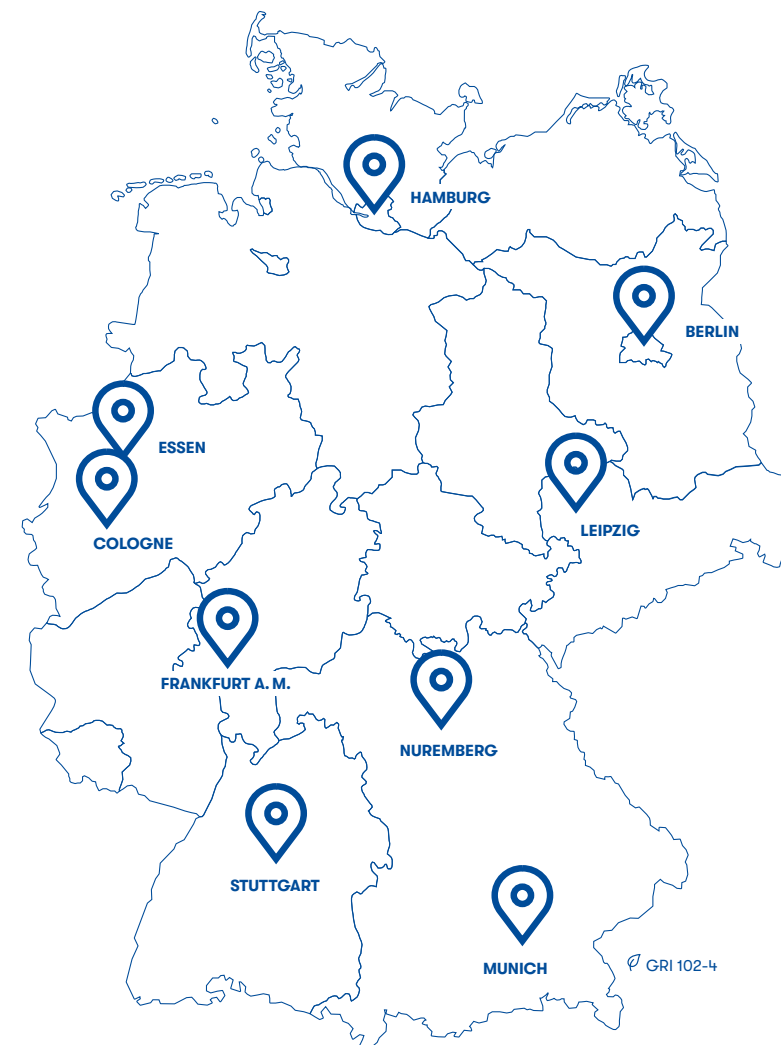 HAMBURG
BERLIN
ESSEN
LEIPZIG
COLOGNE
FRANKFURT A. M.
NUREMBERG
STUTTGART
MUNICH
GRI 102-4